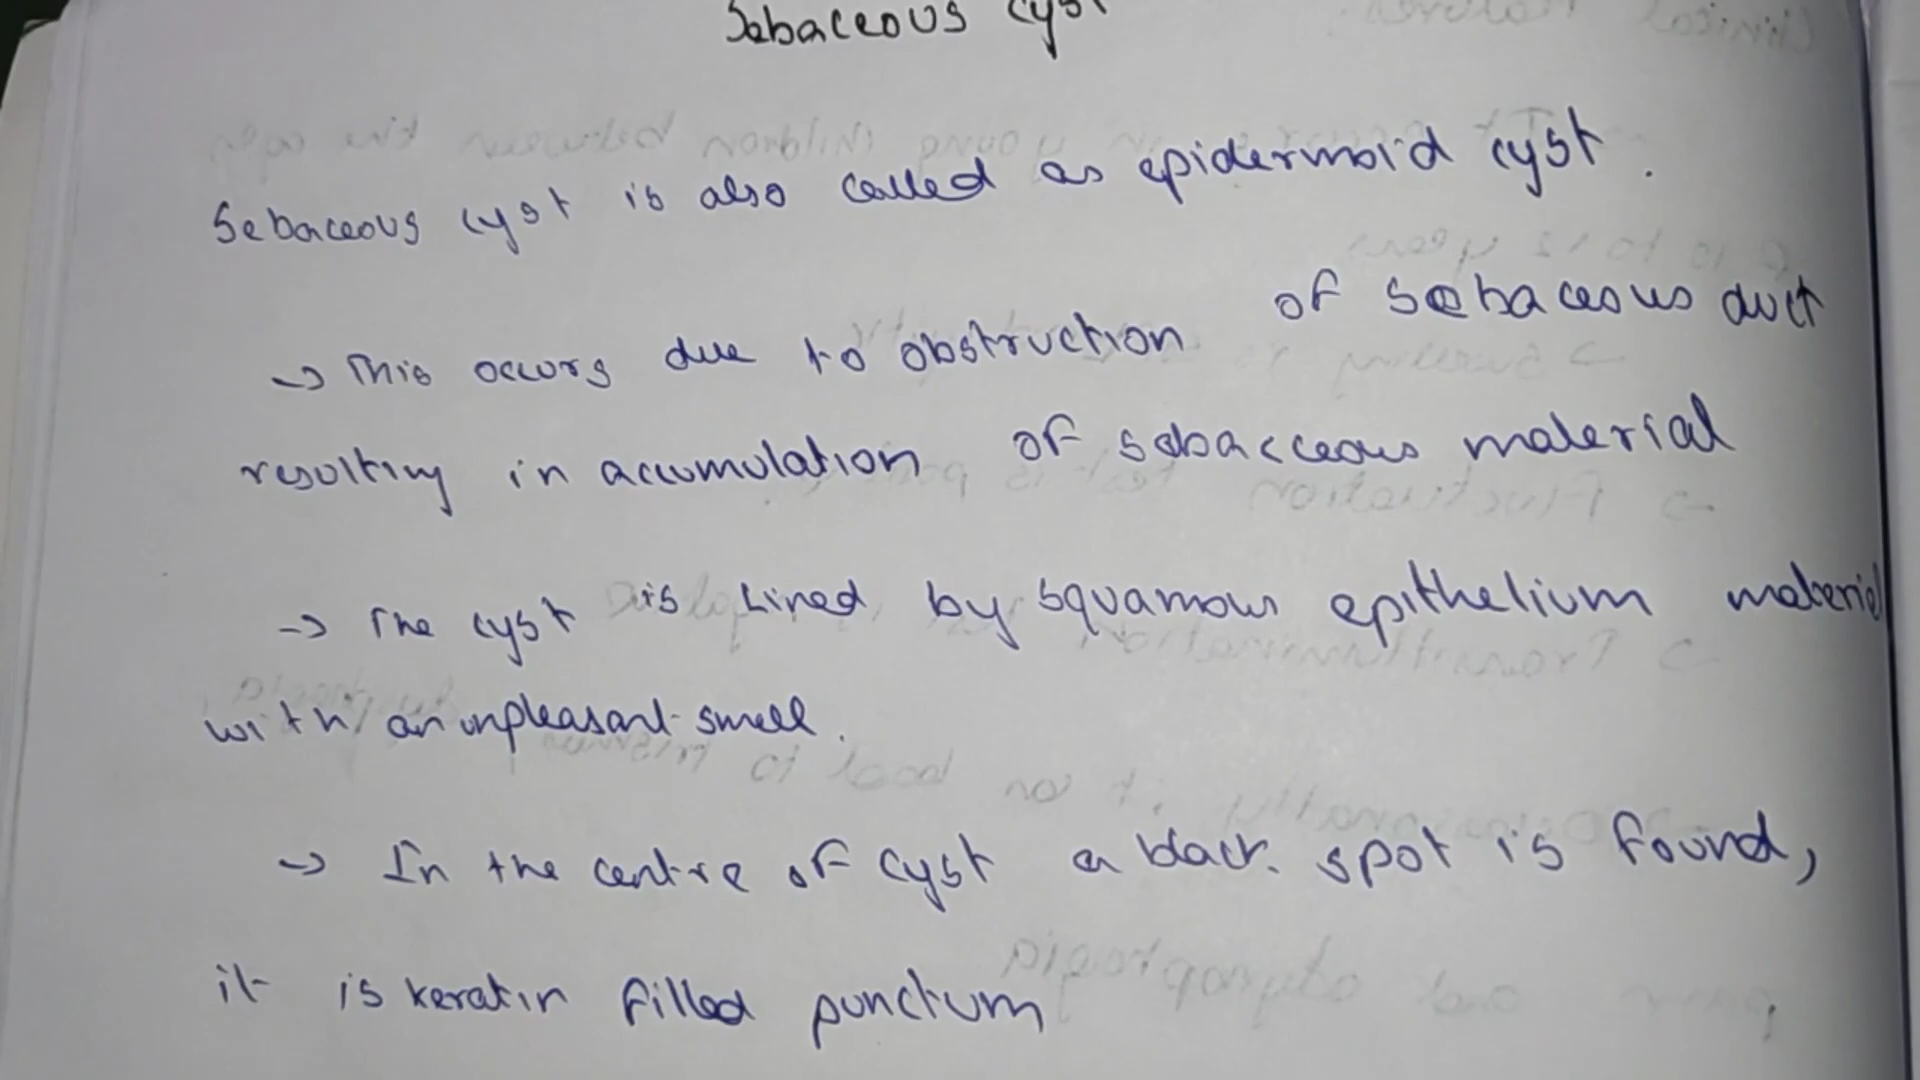 Sebaceous cyst
Sebaceous cyst is also called as epidermoid cyst.
→ This occurs due to obstruction of sebaceous duct
resulting in accumulation of sebacceous material
→ The cyst is Lined by squamous epithelium material
with an unpleasant smell.
→ In the centre of cyst a black spot is found,
it is keratin filled punctum